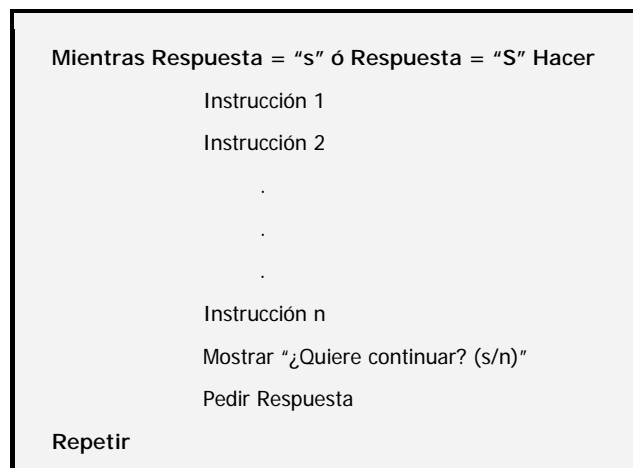 Mientras Respuesta = “s” ó Respuesta = “S” Hacer
Instrucción 1
Instrucción 2
.
.
.
Instrucción n
Mostrar “¿Quiere continuar? (s/n)”
Pedir Respuesta
Repetir